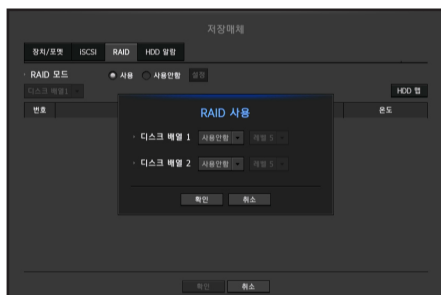 저장매체
장치/포맷 iSCSI RAID HDD 알람
· RAID 모드 사용 사용안함 설정
디스크 배열1 HDD 맵
번호 온도
RAID 사용
· 디스크 배열 1 사용안함 레벨 5
· 디스크 배열 2 사용안함 레벨 5
확인 취소
확인 취소